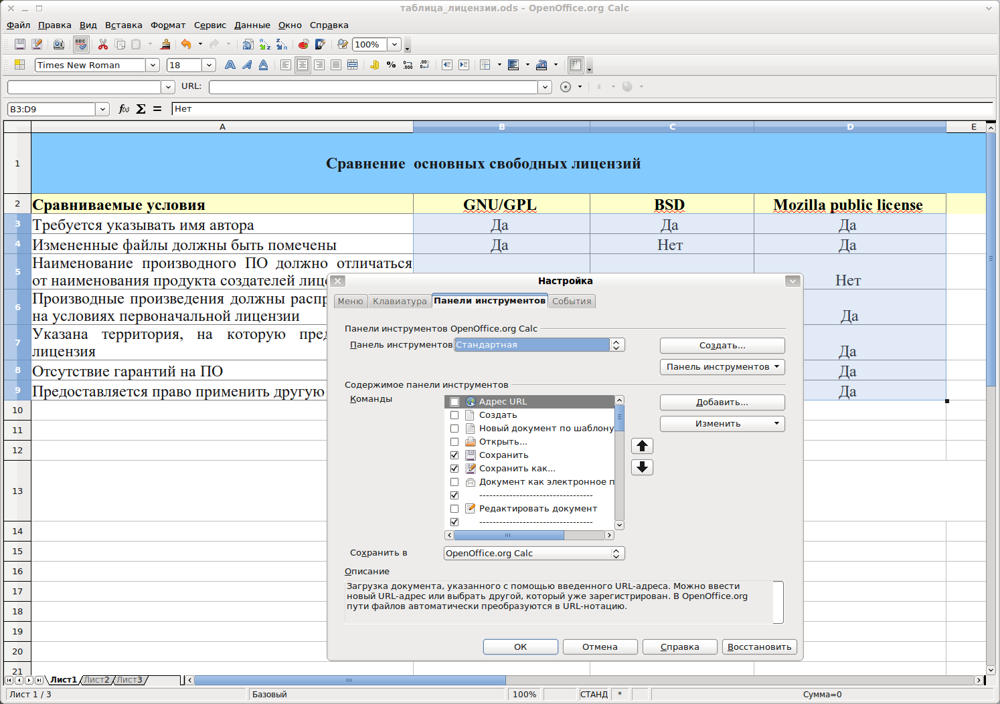 таблица_лицензии.ods - OpenOffice.org Calc
Файл Правка Вид Вставка Формат Сервис Данные Окно Справка
100%
Times New Roman 18
URL:
B3:D9 f(x) Σ = Нет
A B C D E
1 Сравнение основных свободных лицензий
2 Сравниваемые условия GNU/GPL BSD Mozilla public license
3 Требуется указывать имя автора Да Да Да
4 Измененные файлы должны быть помечены Да Нет Да
5 Наименование производного ПО должно отличаться
от наименования продукта создателей лице Нет
6 Производные произведения должны распр
на условиях первоначальной лицензии Да
7 Указана территория, на которую пред
лицензия Да
8 Отсутствие гарантий на ПО Да
9 Предоставляется право применить другую Да
10
11
12
13
14
15
16
17
18
19
20
21
Настройка
Меню Клавиатура Панели инструментов События
Панели инструментов OpenOffice.org Calc
Панель инструментов Стандартная Создать...
Панель инструментов
Содержимое панели инструментов
Команды Адрес URL Добавить...
Создать
Изменить
Новый документ по шаблону
Открыть...
Сохранить
Сохранить как...
Документ как электронное п
----------------------------------
Редактировать документ
----------------------------------
Сохранить в OpenOffice.org Calc
Описание
Загрузка документа, указанного с помощью введенного URL-адреса. Можно ввести
новый URL-адрес или выбрать другой, который уже зарегистрирован. В OpenOffice.org
пути файлов автоматически преобразуются в URL-нотацию.
ОК Отмена Справка Восстановить
Лист1 Лист2 Лист3
Лист 1 / 3 Базовый 100% СТАНД * Сумма=0